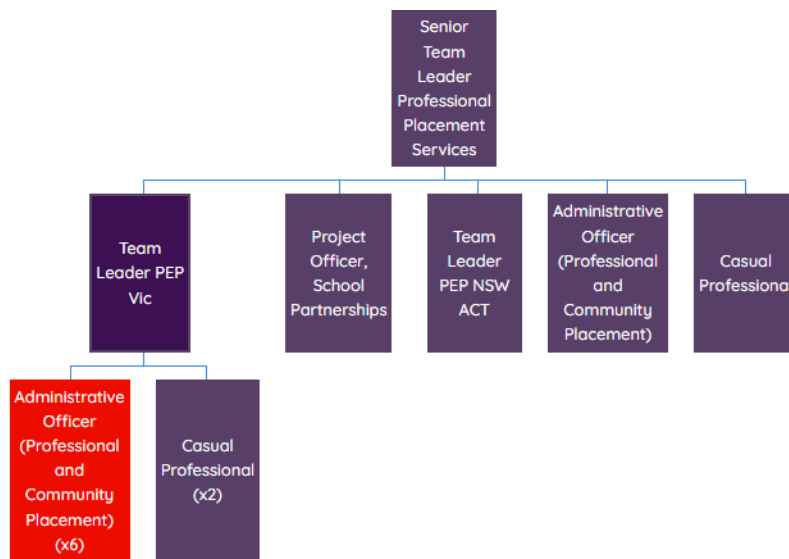 Senior
Team
Leader
Professional
Placement
Services
Team
Leader PEP
Vic
Project
Officer,
School
Partnerships
Team
Leader
PEP NSW
ACT
Administrative
Officer
(Professional
and
Community
Placement)
Casual
Professional
Administrative
Officer
(Professional
and
Community
Placement)
(x6)
Casual
Professional
(x2)